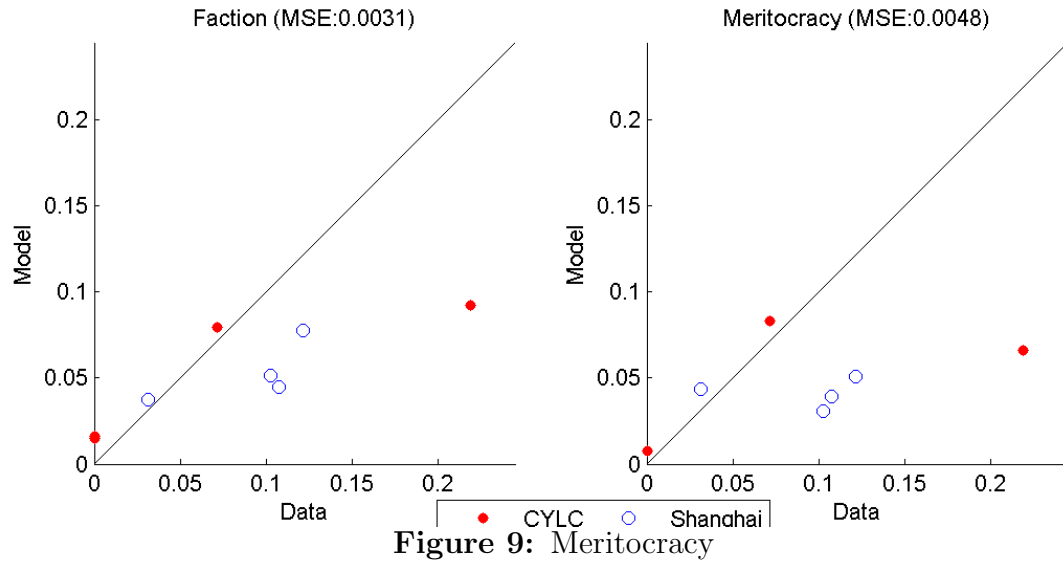 Faction (MSE:0.0031)
Meritocracy (MSE:0.0048)
Model
0.2
0.15
0.1
0.05
0
0 0.05 0.1 0.15 0.2
Data
Model
0.2
0.15
0.1
0.05
0
0 0.05 0.1 0.15 0.2
Data
CYLC Shanghai
Figure 9: Meritocracy